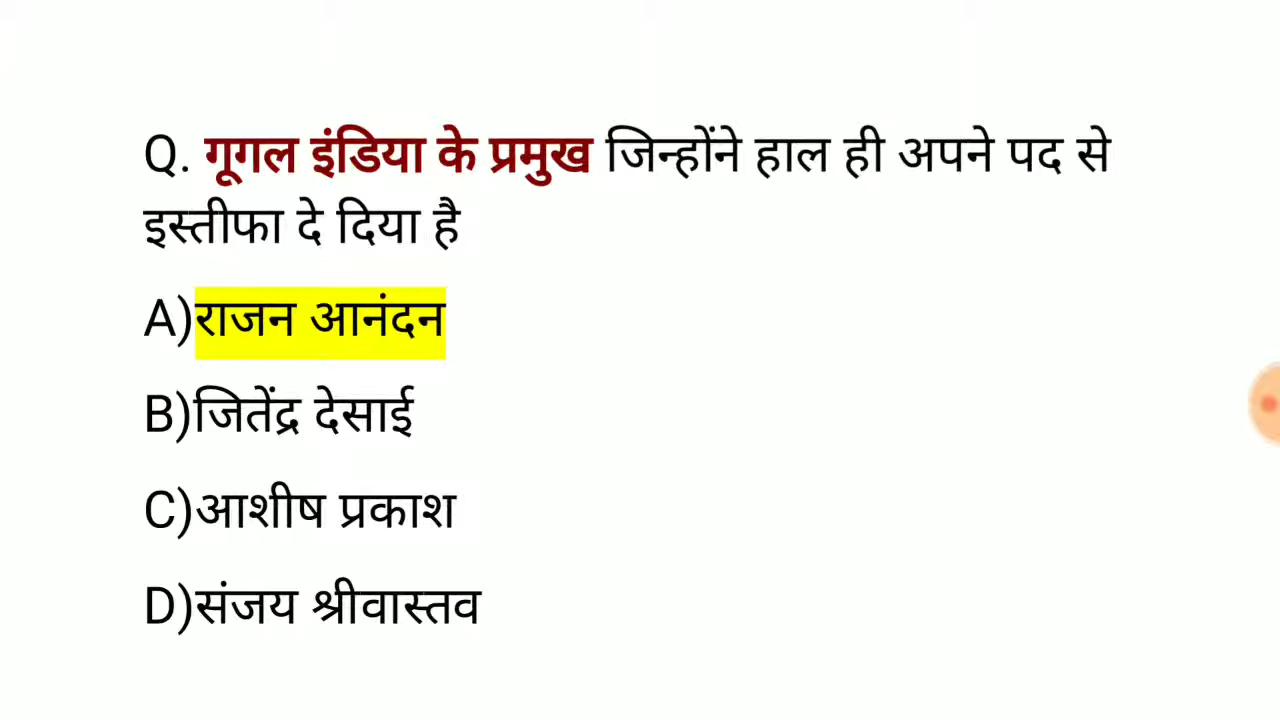 Q. गूगल इंडिया के प्रमुख जिन्होंने हाल ही अपने पद से
इस्तीफा दे दिया है
A)राजन आनंदन
B)जितेंद्र देसाई
C)आशीष प्रकाश
D)संजय श्रीवास्तव